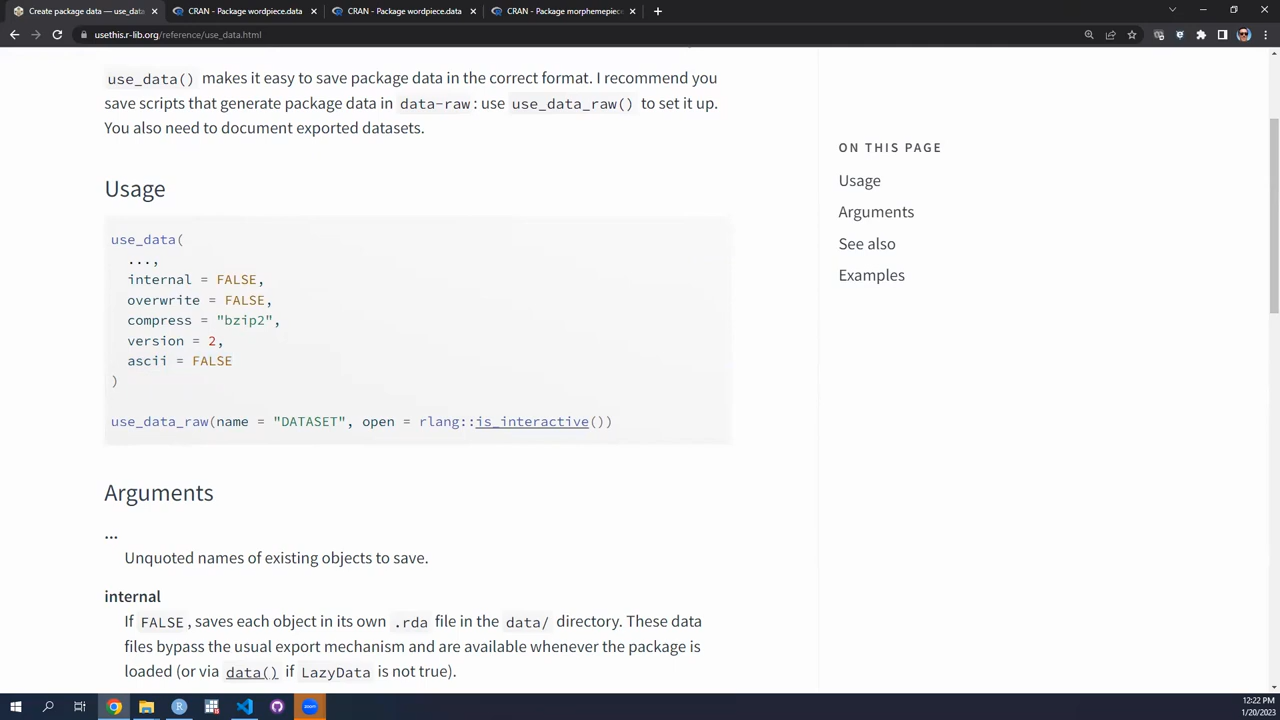 Create package data — use_da
CRAN - Package wordpiece.data
CRAN - Package wordpiece.data
CRAN - Package morphemepiece
usethis.r-lib.org/reference/use_data.html
use_data() makes it easy to save package data in the correct format. I recommend you
save scripts that generate package data in data-raw: use use_data_raw() to set it up.
You also need to document exported datasets.
ON THIS PAGE
Usage
Arguments
See also
Examples
Usage
use_data(
...,
internal = FALSE,
overwrite = FALSE,
compress = "bzip2",
version = 2,
ascii = FALSE
)
use_data_raw(name = "DATASET", open = rlang::is_interactive())
Arguments
...
Unquoted names of existing objects to save.
internal
If FALSE, saves each object in its own .rda file in the data/ directory. These data
files bypass the usual export mechanism and are available whenever the package is
loaded (or via data() if LazyData is not true).
12:22 PM
1/20/2023